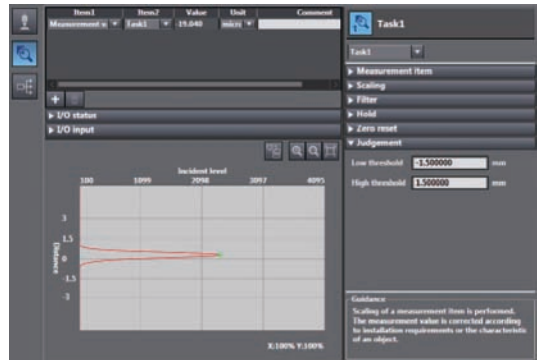 Item1 Item2 Value Unit Comment
Measurement v Task1 -19.040 micr
+
I/O status
I/O input
Incident level
100 1099 2098 3097 4095
Distance
3
1.5
0
-1.5
-3
X:100% Y:100%
Task1
Task1
Measurement item
Scaling
Filter
Hold
Zero reset
Judgement
Low threshold -1.500000 mm
High threshold 1.500000 mm
Guidance
Scaling of a measurement item is performed.
The measurement value is corrected according
to installation requirements or the characteristic
of an object.